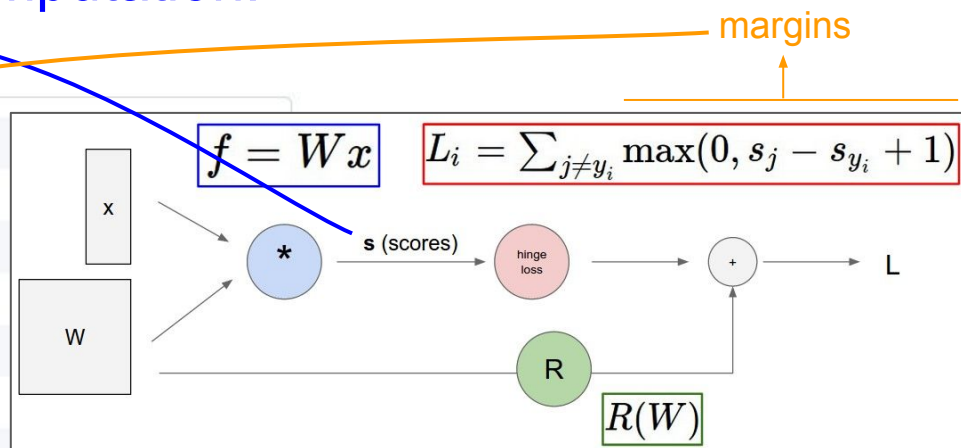 margins
f = Wx
L_i = \sum_{j \neq y_i} \max(0, s_j - s_{y_i} + 1)
x
*
s (scores)
hinge
loss
+
L
W
R
R(W)